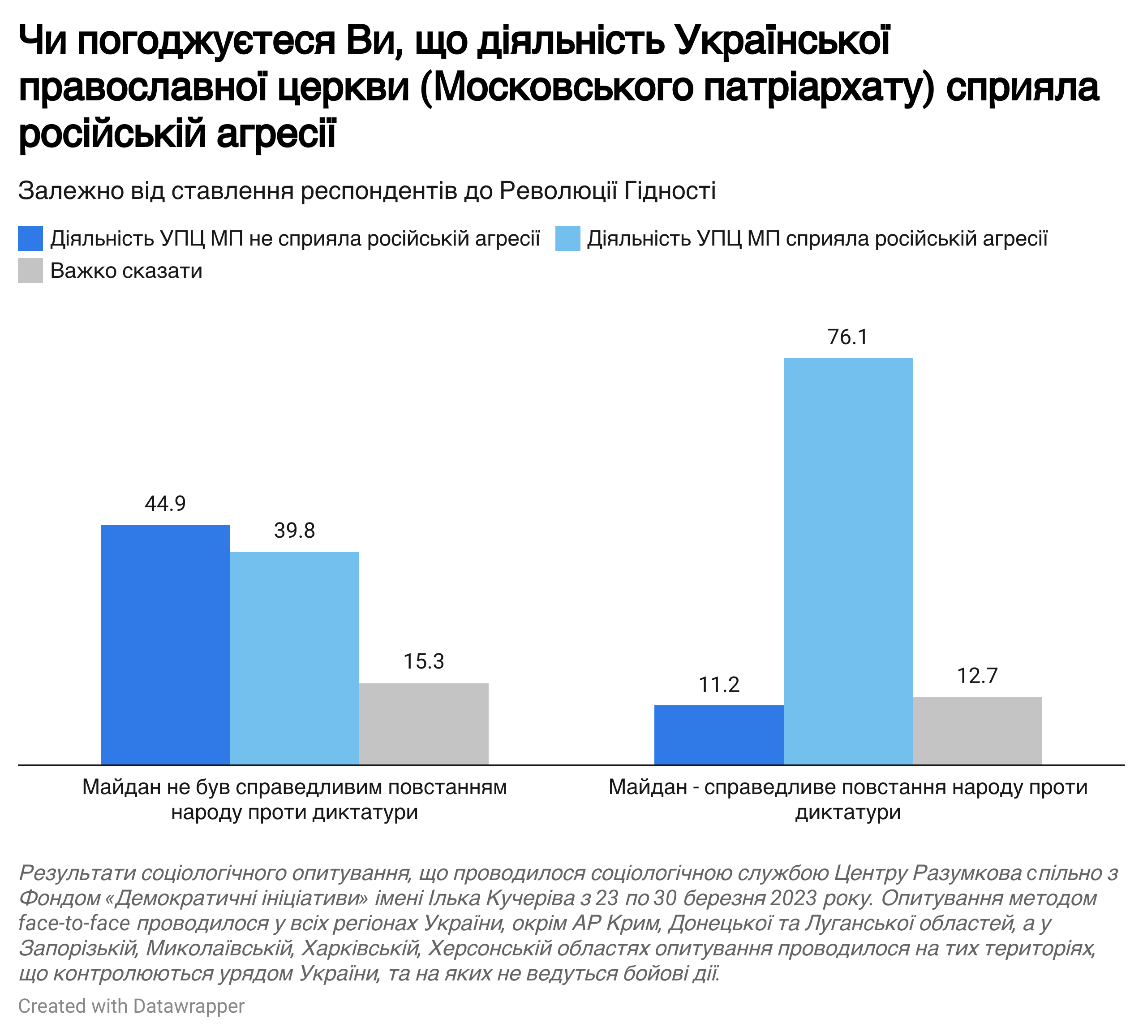 Чи погоджуєтеся Ви, що діяльність Української
православної церкви (Московського патріархату) сприяла
російській агресії
Залежно від ставлення респондентів до Революції Гідності
Діяльність УПЦ МП не сприяла російській агресії Діяльність УПЦ МП сприяла російській агресії
Важко сказати
76.1
44.9
39.8
15.3
11.2
12.7
Майдан не був справедливим повстанням
народу проти диктатури
Майдан - справедливе повстання народу проти
диктатури
Результати соціологічного опитування, що проводилося соціологічною службою Центру Разумкова спільно з
Фондом «Демократичні ініціативи» імені Ілька Кучеріва з 23 по 30 березня 2023 року. Опитування методом
face-to-face проводилося у всіх регіонах України, окрім АР Крим, Донецької та Луганської областей, а у
Запорізькій, Миколаївській, Харківській, Херсонській областях опитування проводилося на тих територіях,
що контролюються урядом України, та на яких не ведуться бойові дії.
Created with Datawrapper